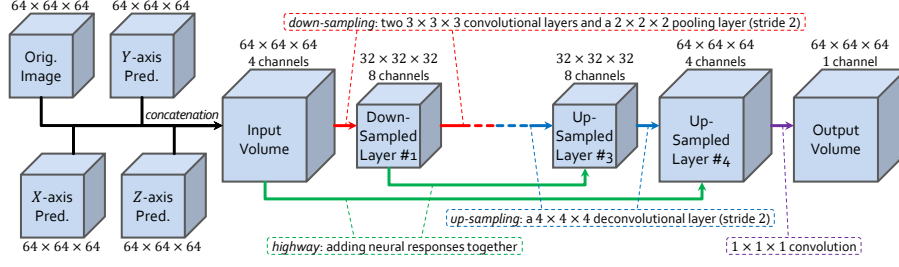 64 × 64 × 64
64 × 64 × 64
Orig.
Image
Y-axis
Pred.
X-axis
Pred.
Z-axis
Pred.
64 × 64 × 64
64 × 64 × 64
concatenation
down-sampling: two 3 × 3 × 3 convolutional layers and a 2 × 2 × 2 pooling layer (stride 2)
64 × 64 × 64
4 channels
Input
Volume
32 × 32 × 32
8 channels
Down-
Sampled
Layer #1
32 × 32 × 32
8 channels
Up-
Sampled
Layer #3
64 × 64 × 64
4 channels
Up-
Sampled
Layer #4
64 × 64 × 64
1 channel
Output
Volume
up-sampling: a 4 × 4 × 4 deconvolutional layer (stride 2)
highway: adding neural responses together
1 × 1 × 1 convolution